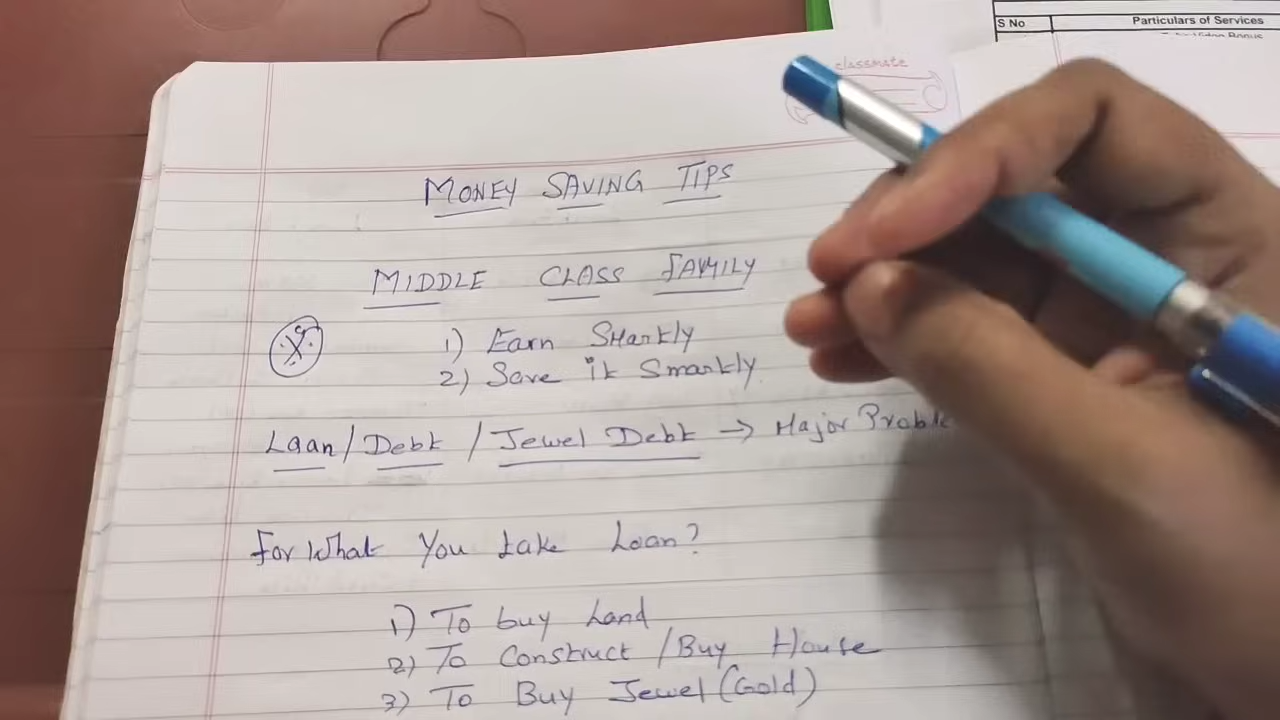 S No Particulars of Services
classmate
MONEY SAVING TIPS
MIDDLE CLASS FAMILY
1) Earn SMartly
2) Save it Smartly
Loan / Debt / Jewel Debt → Major
For What You take Loan?
1) To buy Land
2) To Construct / Buy House
3) To Buy Jewel (Gold)